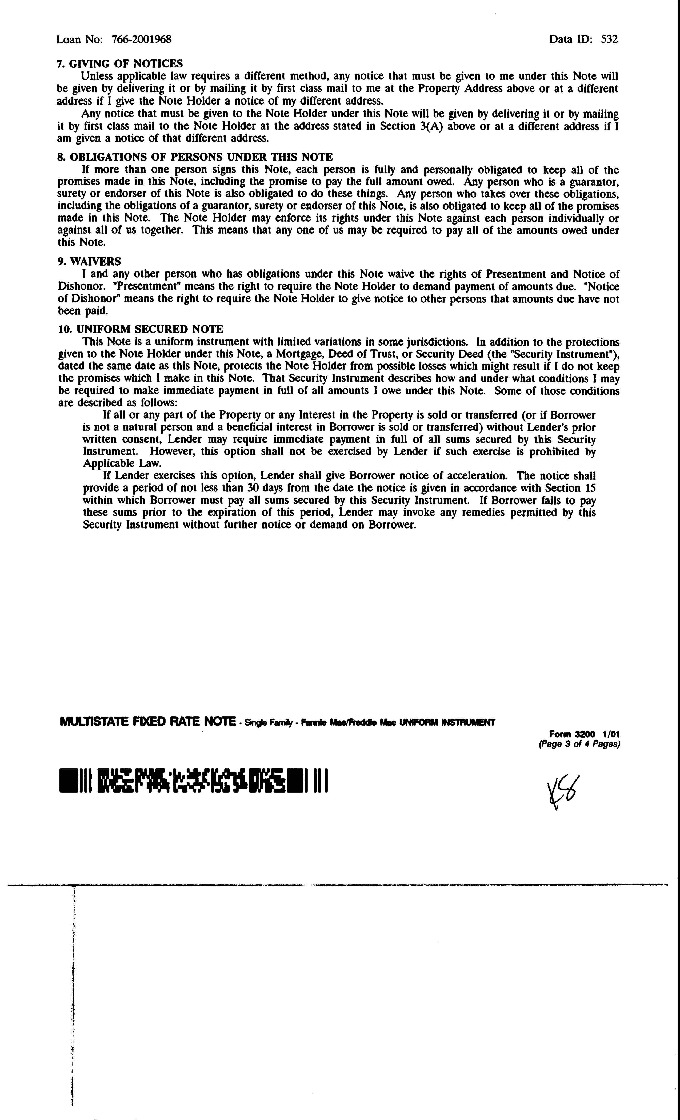 Loan No: 766-2001968 Data ID: 532
7. GIVING OF NOTICES
Unless applicable law requires a different method, any notice that must be given to me under this Note will
be given by delivering it or by mailing it by first class mail to me at the Property Address above or at a different
address if I give the Note Holder a notice of my different address.
Any notice that must be given to the Note Holder under this Note will be given by delivering it or by mailing
it by first class mail to the Note Holder at the address stated in Section 3(A) above or at a different address if I
am given a notice of that different address.
8. OBLIGATIONS OF PERSONS UNDER THIS NOTE
If more than one person signs this Note, each person is fully and personally obligated to keep all of the
promises made in this Note, including the promise to pay the full amount owed. Any person who is a guarantor,
surety or endorser of this Note is also obligated to do these things. Any person who takes over these obligations,
including the obligations of a guarantor, surety or endorser of this Note, is also obligated to keep all of the promises
made in this Note. The Note Holder may enforce its rights under this Note against each person individually or
against all of us together. This means that any one of us may be required to pay all of the amounts owed under
this Note.
9. WAIVERS
I and any other person who has obligations under this Note waive the rights of Presentment and Notice of
Dishonor. "Presentment" means the right to require the Note Holder to demand payment of amounts due. "Notice
of Dishonor" means the right to require the Note Holder to give notice to other persons that amounts due have not
been paid.
10. UNIFORM SECURED NOTE
This Note is a uniform instrument with limited variations in some jurisdictions. In addition to the protections
given to the Note Holder under this Note, a Mortgage, Deed of Trust, or Security Deed (the "Security Instrument"),
dated the same date as this Note, protects the Note Holder from possible losses which might result if I do not keep
the promises which I make in this Note. That Security Instrument describes how and under what conditions I may
be required to make immediate payment in full of all amounts I owe under this Note. Some of those conditions
are described as follows:
If all or any part of the Property or any Interest in the Property is sold or transferred (or if Borrower
is not a natural person and a beneficial interest in Borrower is sold or transferred) without Lender's prior
written consent, Lender may require immediate payment in full of all sums secured by this Security
Instrument. However, this option shall not be exercised by Lender if such exercise is prohibited by
Applicable Law.
If Lender exercises this option, Lender shall give Borrower notice of acceleration. The notice shall
provide a period of not less than 30 days from the date the notice is given in accordance with Section 15
within which Borrower must pay all sums secured by this Security Instrument. If Borrower fails to pay
these sums prior to the expiration of this period, Lender may invoke any remedies permitted by this
Security Instrument without further notice or demand on Borrower.
MULTISTATE FIXED RATE NOTE - Single Family - Fannie Mae/Freddie Mac UNIFORM INSTRUMENT
Form 3200 1/01
(Page 3 of 4 Pages)